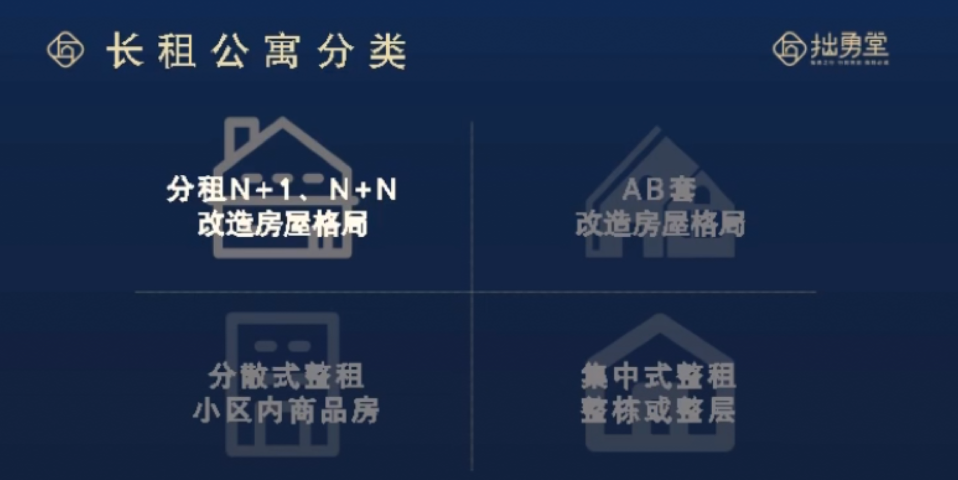 长租公寓分类
拙勇堂
分租N+1、N+N
改造房屋格局
AB套
改造房屋格局
分散式整租
小区内商品房
集中式整租
整栋或整层